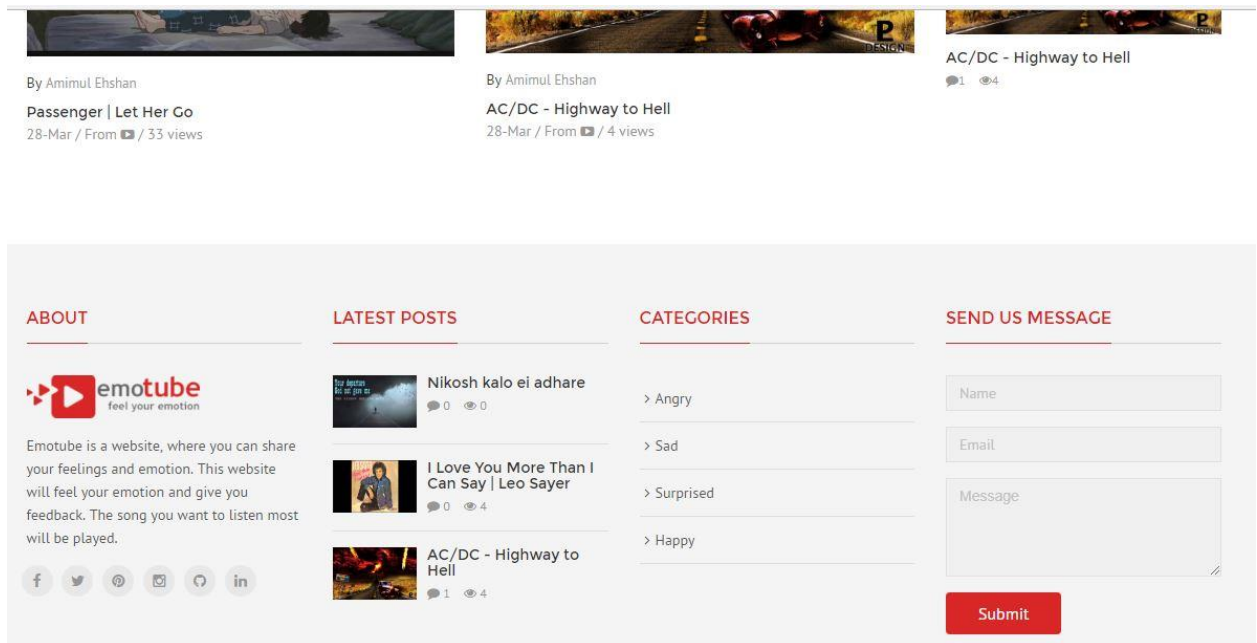 DESIGN
By Amimul Ehshan
Passenger | Let Her Go
28-Mar / From / 33 views
By Amimul Ehshan
AC/DC - Highway to Hell
28-Mar / From / 4 views
AC/DC - Highway to Hell
1 4
ABOUT
emotube
feel your emotion
Emotube is a website, where you can share
your feelings and emotion. This website
will feel your emotion and give you
feedback. The song you want to listen most
will be played.
LATEST POSTS
Your departure
Nikosh kalo ei adhare
0 0
I Love You More Than I
Can Say | Leo Sayer
0 4
AC/DC - Highway to
Hell
1 4
CATEGORIES
> Angry
> Sad
> Surprised
> Happy
SEND US MESSAGE
Name
Email
Message
Submit